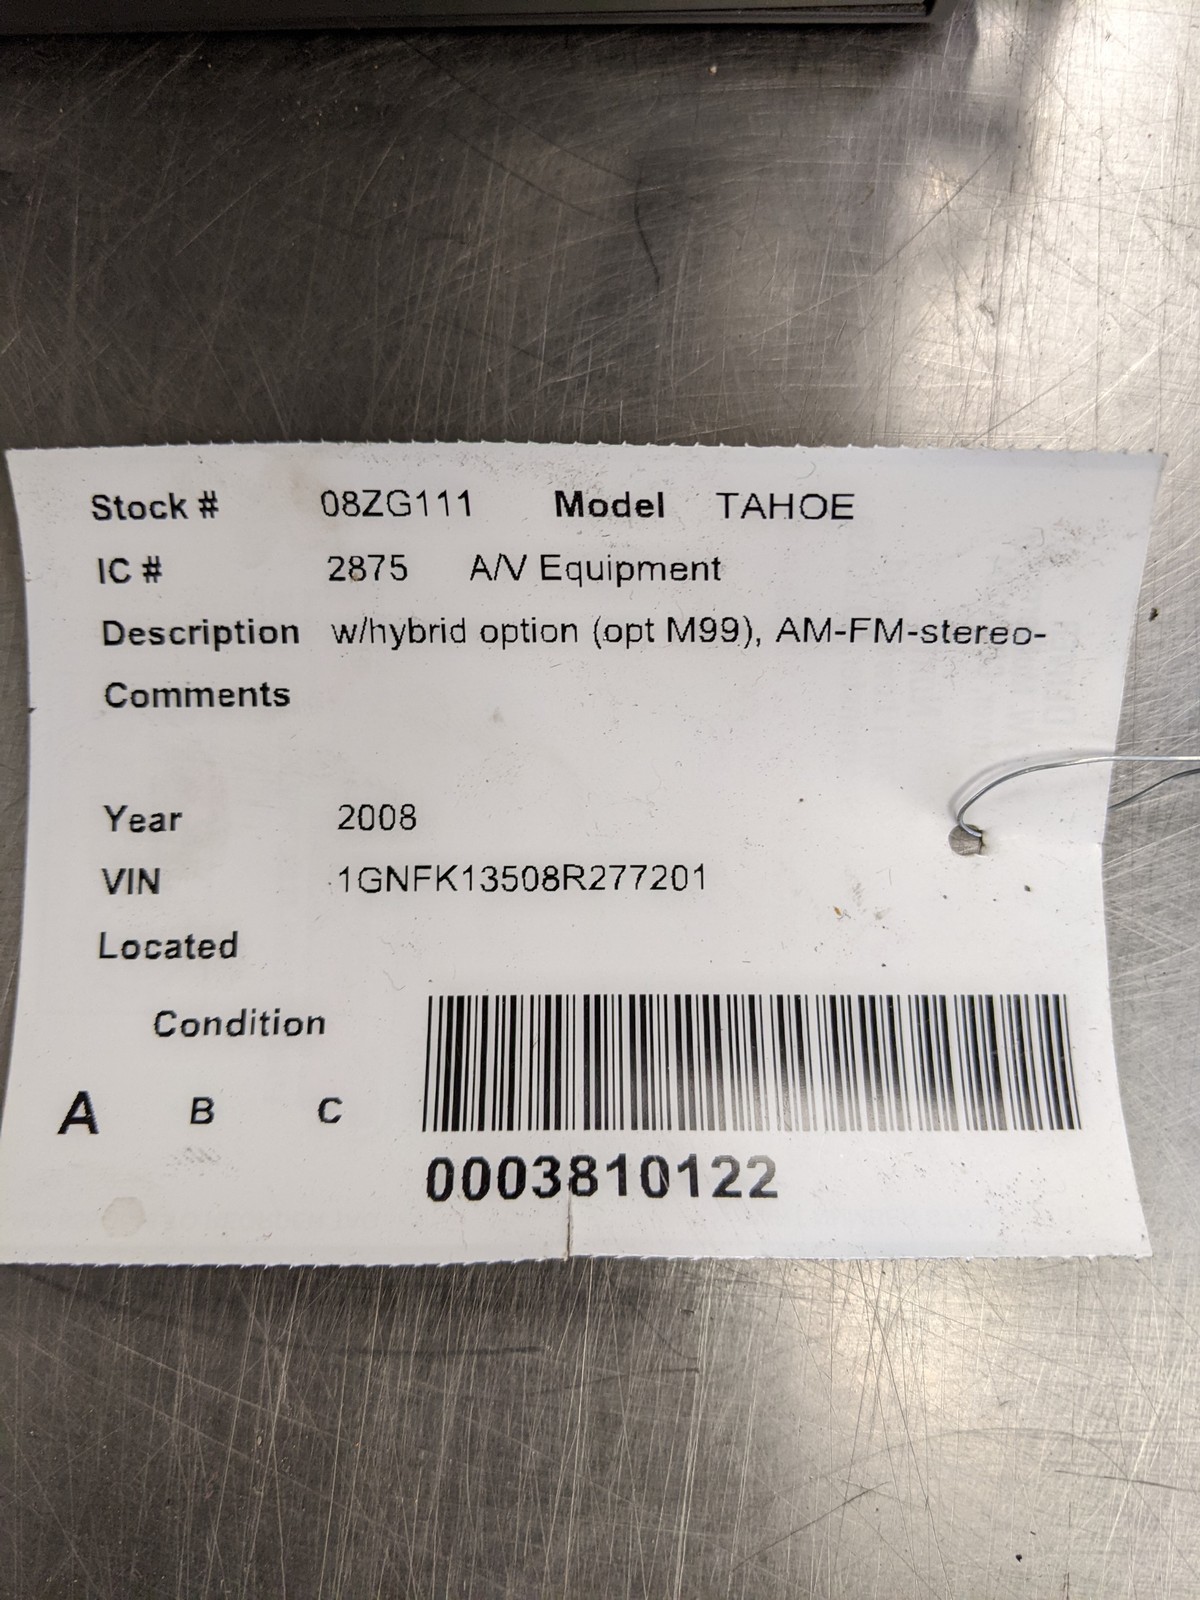 Stock # 08ZG111 Model TAHOE
IC # 2875 A/V Equipment
Description w/hybrid option (opt M99), AM-FM-stereo-
Comments
Year 2008
VIN 1GNFK13508R277201
Located
Condition
A B C
0003810122